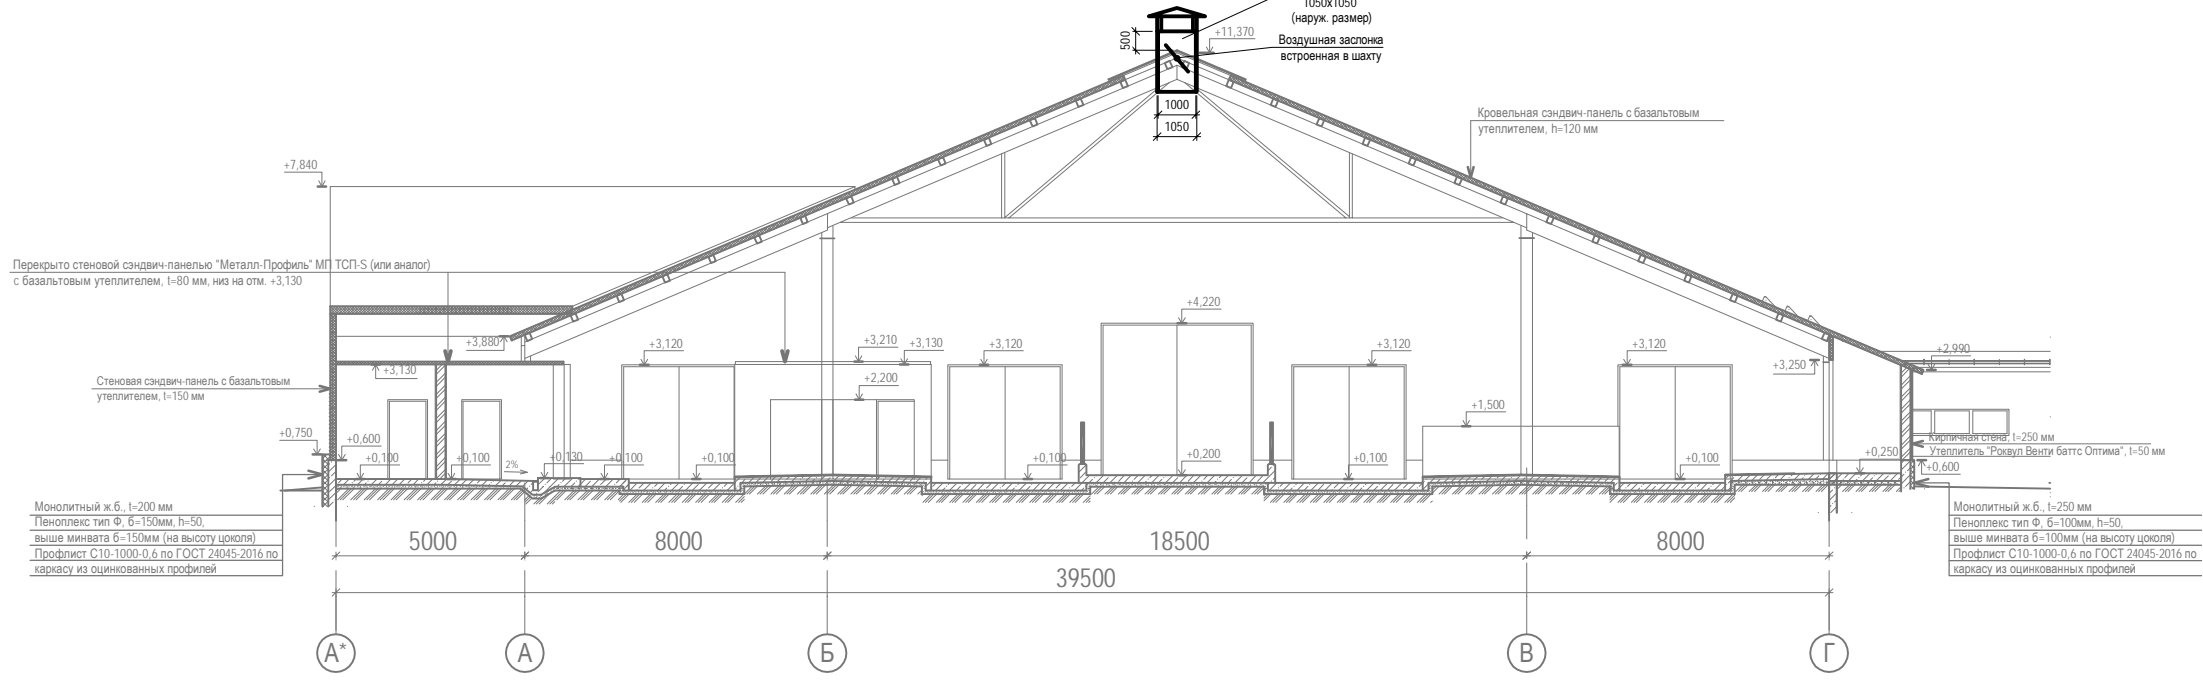 1050x1050
(наруж. размер)
Воздушная заслонка
встроенная в шахту
500
+11,370
1000
1050
Кровельная сэндвич-панель с базальтовым
утеплителем, h=120 мм
+7,840
Перекрыто стеновой сэндвич-панелью "Металл-Профиль" МП ТСП-S (или аналог)
с базальтовым утеплителем, t=80 мм, низ на отм. +3,130
+3,880
+3,130
Стеновая сэндвич-панель с базальтовым
утеплителем, t=150 мм
+3,120
+3,210
+3,130
+2,200
+3,120
+4,220
+3,120
+3,120
+1,500
+3,250
+2,990
+0,750
+0,600
+0,100
+0,100
2%
+0,130
+0,100
+0,100
+0,100
+0,200
+0,100
+0,100
+0,250
+0,600
Кирпичная стена, t=250 мм
Утеплитель "Роквул Венти баттс Оптима", t=50 мм
Монолитный ж.б., t=200 мм
Пеноплекс тип Ф, б=150мм, h=50,
выше минвата б=150мм (на высоту цоколя)
Профлист С10-1000-0,6 по ГОСТ 24045-2016 по
каркасу из оцинкованных профилей
Монолитный ж.б., t=250 мм
Пеноплекс тип Ф, б=100мм, h=50,
выше минвата б=100мм (на высоту цоколя)
Профлист С10-1000-0,6 по ГОСТ 24045-2016 по
каркасу из оцинкованных профилей
5000
8000
18500
8000
39500
А*
А
Б
В
Г